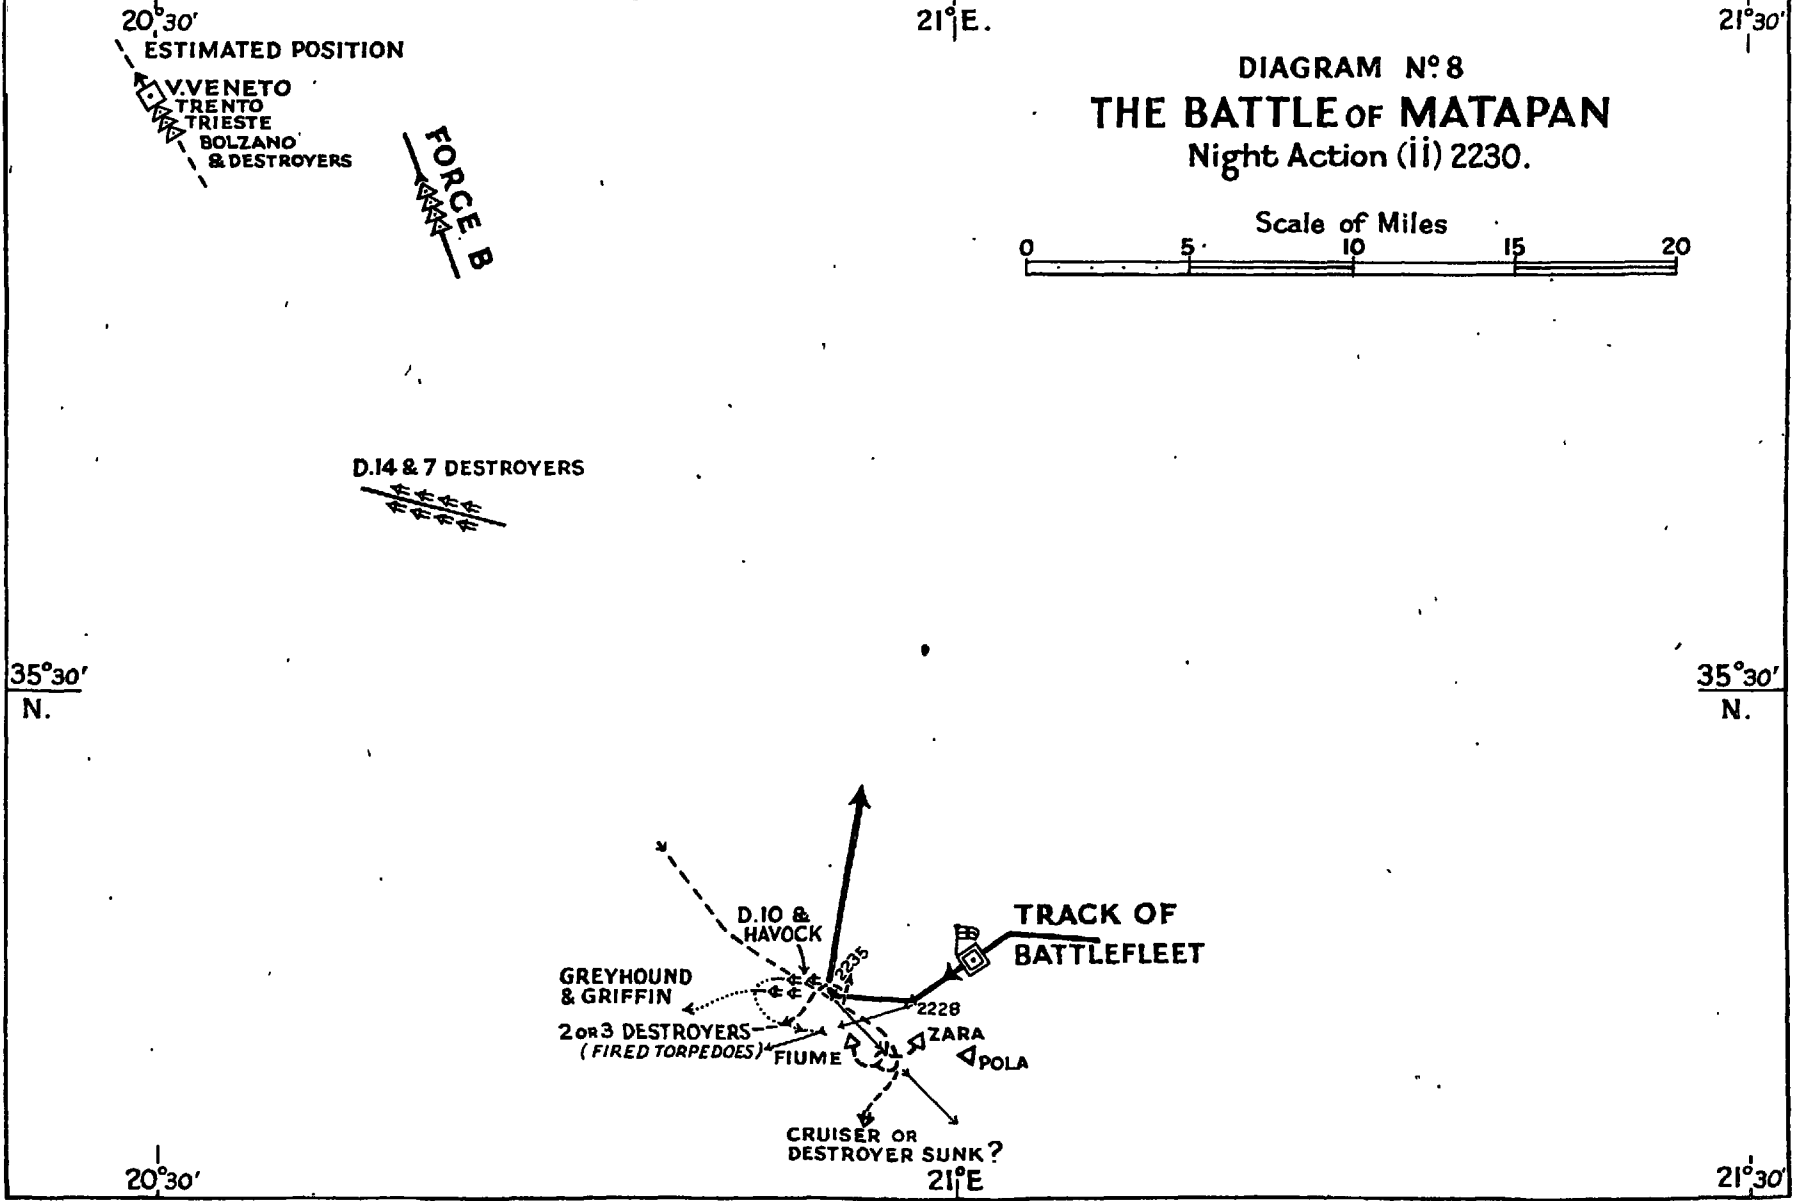 20°30'
21°E.
21°30'
ESTIMATED POSITION
V.VENETO
TRENTO
TRIESTE
BOLZANO
& DESTROYERS
FORCE B
DIAGRAM Nº 8
THE BATTLE OF MATAPAN
Night Action (ii) 2230.
Scale of Miles
0 5 10 15 20
D.14 & 7 DESTROYERS
35°30'
N.
35°30'
N.
D.10 &
HAVOCK
2235
TRACK OF
BATTLEFLEET
GREYHOUND
& GRIFFIN
2228
2 OR 3 DESTROYERS
(FIRED TORPEDOES)
FIUME
ZARA
POLA
CRUISER OR
DESTROYER SUNK?
20°30'
21°E
21°30'